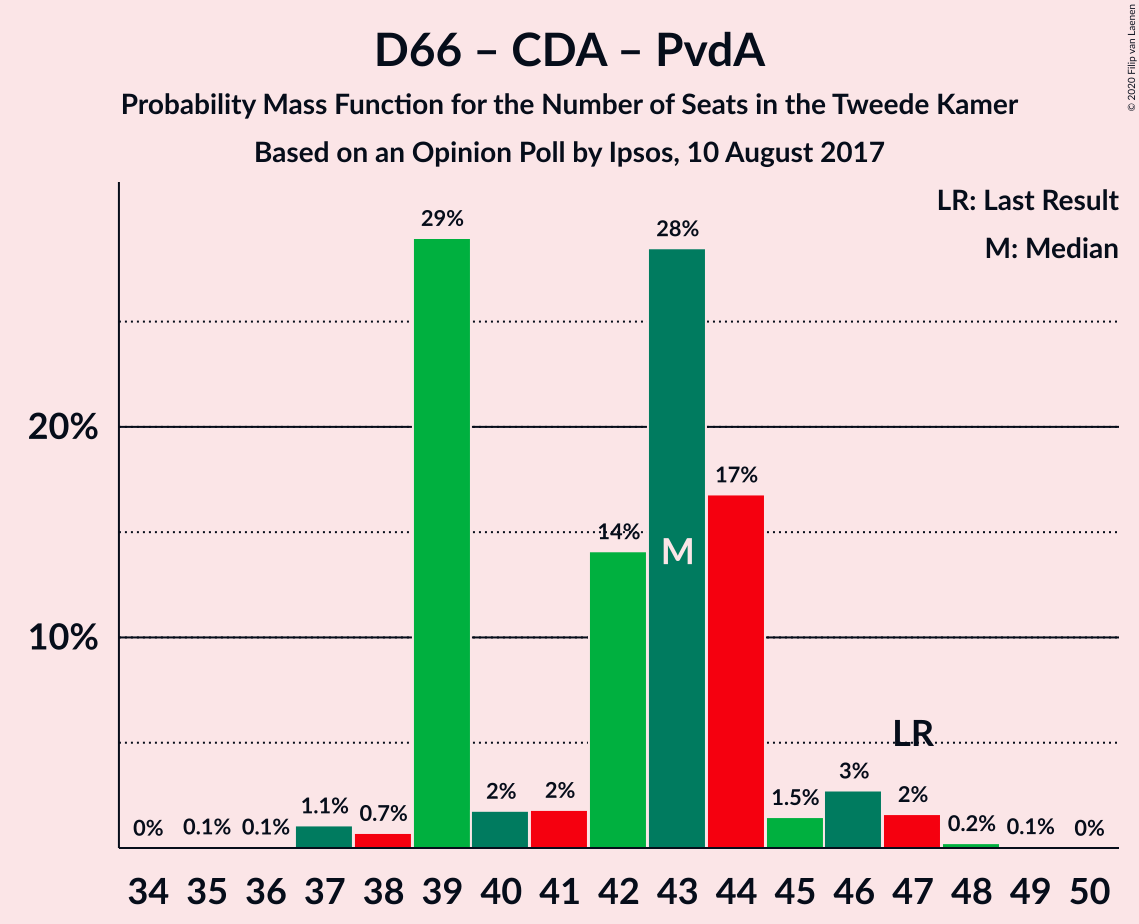 D66 – CDA – PvdA
Probability Mass Function for the Number of Seats in the Tweede Kamer
Based on an Opinion Poll by Ipsos, 10 August 2017
© 2020 Filip van Laenen
LR: Last Result
M: Median
29%
28%
20%
17%
14%
M
10%
LR
3%
2%
2%
2%
1.5%
1.1%
0.7%
0%
0.1%
0.1%
0.2%
0.1%
0%
34 35 36 37 38 39 40 41 42 43 44 45 46 47 48 49 50